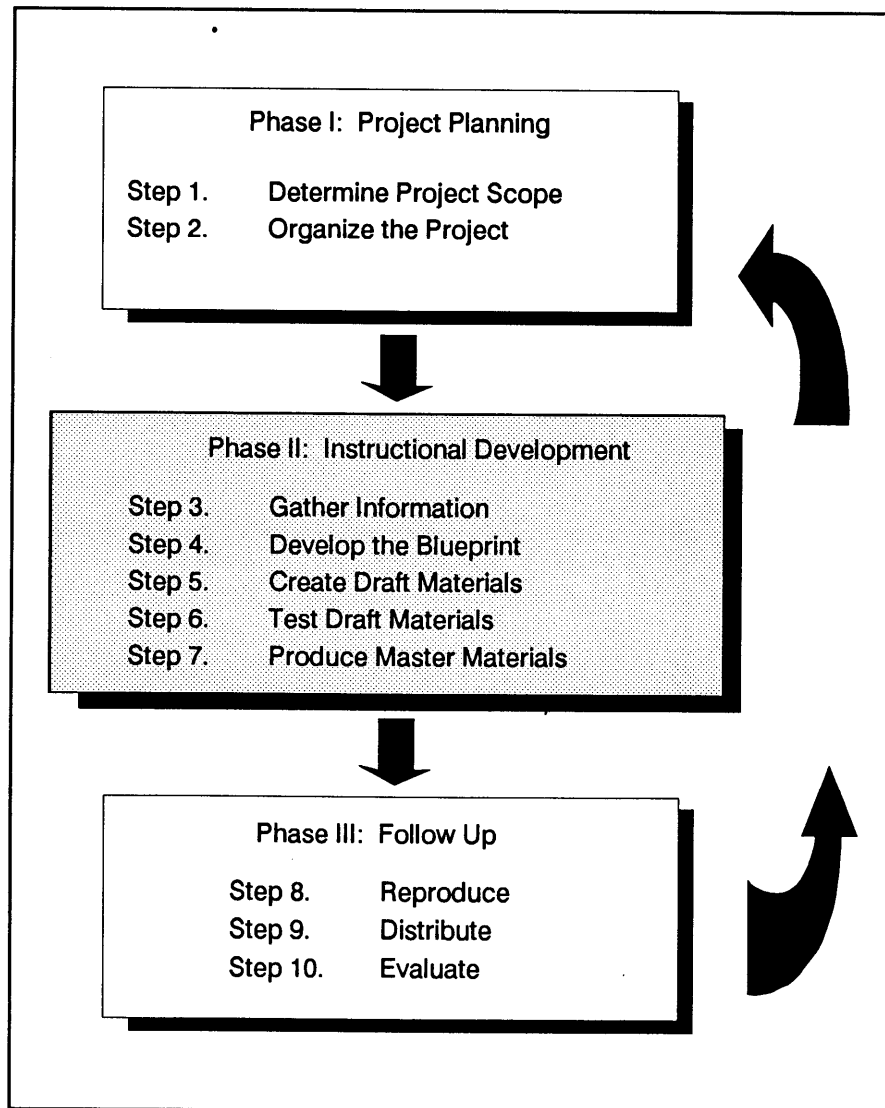 Phase I: Project Planning
Step 1. Determine Project Scope
Step 2. Organize the Project
Phase II: Instructional Development
Step 3. Gather Information
Step 4. Develop the Blueprint
Step 5. Create Draft Materials
Step 6. Test Draft Materials
Step 7. Produce Master Materials
Phase III: Follow Up
Step 8. Reproduce
Step 9. Distribute
Step 10. Evaluate